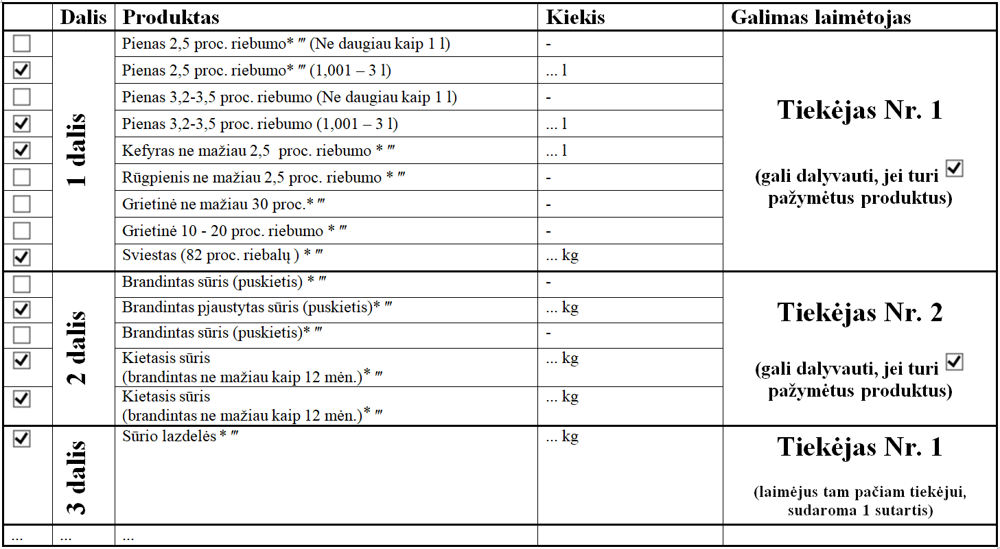 Dalis Produktas Kiekis Galimas laimėtojas
1 dalis
Pienas 2,5 proc. riebumo* ‴ (Ne daugiau kaip 1 l) -
Pienas 2,5 proc. riebumo* ‴ (1,001 – 3 l) ... l
Pienas 3,2-3,5 proc. riebumo (Ne daugiau kaip 1 l) -
Pienas 3,2-3,5 proc. riebumo (1,001 – 3 l) ... l
Kefyras ne mažiau 2,5 proc. riebumo * ‴ ... l
Rūgpienis ne mažiau 2,5 proc. riebumo * ‴ -
Grietinė ne mažiau 30 proc.* ‴ -
Grietinė 10 - 20 proc. riebumo * ‴ -
Sviestas (82 proc. riebalų ) * ‴ ... kg
Tiekėjas Nr. 1
(gali dalyvauti, jei turi ☑
pažymėtus produktus)
2 dalis
Brandintas sūris (puskietis) * ‴ -
Brandintas pjaustytas sūris (puskietis)* ‴ ... kg
Brandintas sūris (puskietis)* ‴ -
Kietasis sūris ... kg
(brandintas ne mažiau kaip 12 mėn.)* ‴
Kietasis sūris ... kg
(brandintas ne mažiau kaip 12 mėn.)* ‴
Tiekėjas Nr. 2
(gali dalyvauti, jei turi ☑
pažymėtus produktus)
3 dalis
Sūrio lazdelės * ‴ ... kg
Tiekėjas Nr. 1
(laimėjus tam pačiam tiekėjui,
sudaroma 1 sutartis)
... ... ...